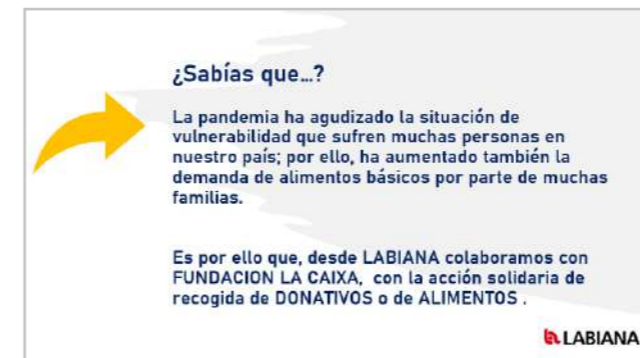 ¿Sabías que…?
La pandemia ha agudizado la situación de
vulnerabilidad que sufren muchas personas en
nuestro país; por ello, ha aumentado también la
demanda de alimentos básicos por parte de muchas
familias.
Es por ello que, desde LABIANA colaboramos con
FUNDACION LA CAIXA, con la acción solidaria de
recogida de DONATIVOS o de ALIMENTOS .
LABIANA